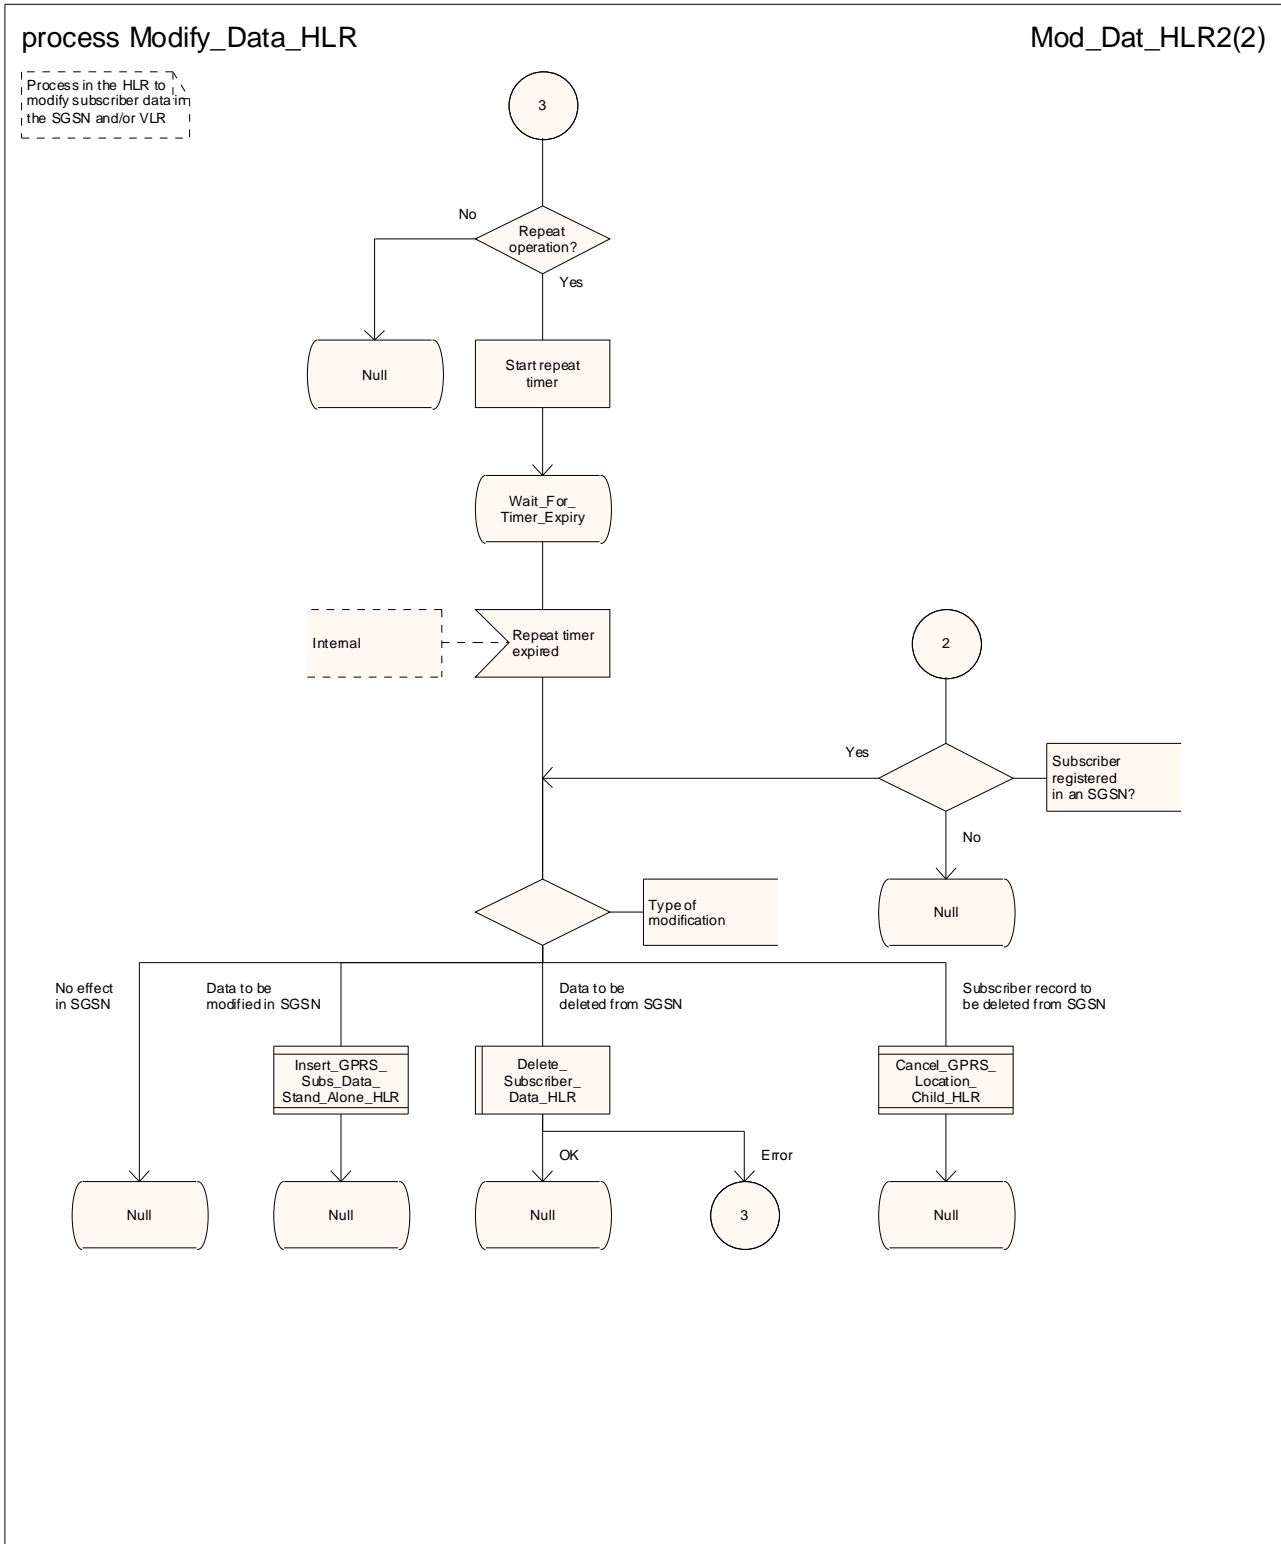 process Modify_Data_HLR
Mod_Dat_HLR2(2)
Process in the HLR to
modify subscriber data in
the SGSN and/or VLR
3
No
Repeat
operation?
Yes
Null
Start repeat
timer
Wait_For_
Timer_Expiry
Internal
Repeat timer
expired
2
Yes
Subscriber
registered
in an SGSN?
No
Type of
modification
Null
No effect
in SGSN
Data to be
modified in SGSN
Data to be
deleted from SGSN
Subscriber record to
be deleted from SGSN
Insert_GPRS_
Subs_Data_
Stand_Alone_HLR
Delete_
Subscriber_
Data_HLR
Cancel_GPRS_
Location_
Child_HLR
OK
Error
Null
Null
Null
3
Null